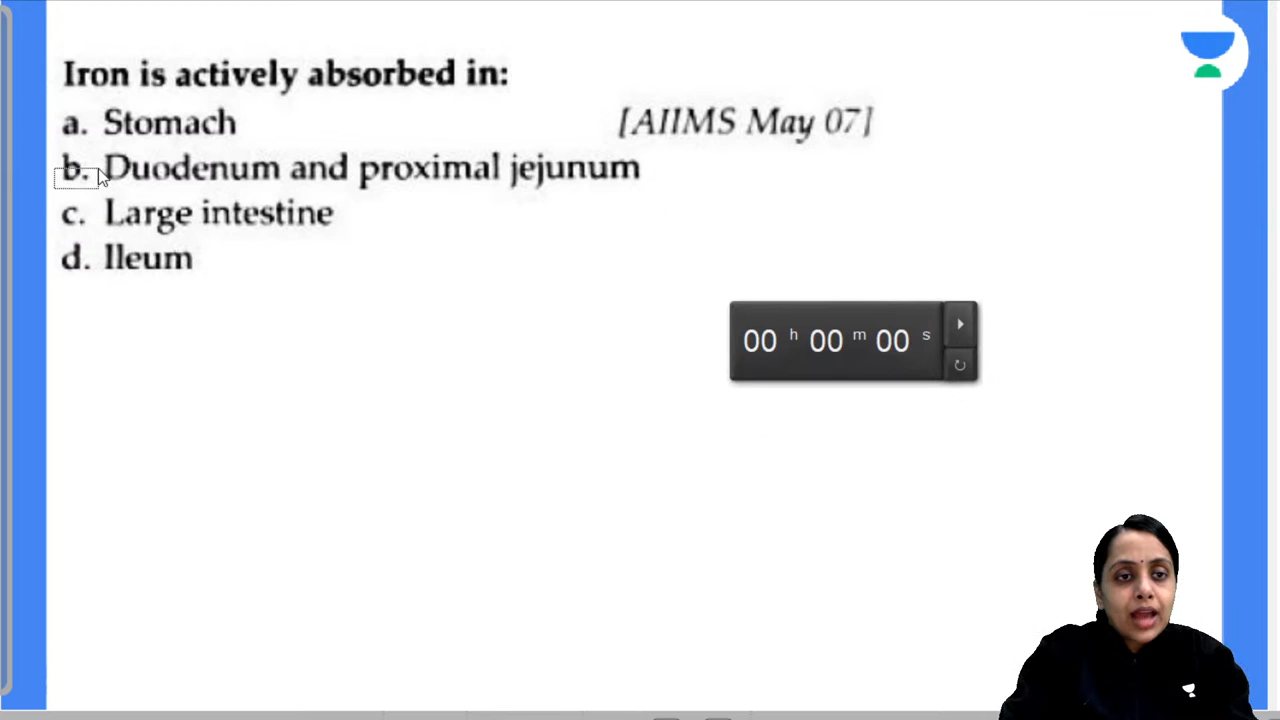 Iron is actively absorbed in:
a. Stomach [AIIMS May 07]
b. Duodenum and proximal jejunum
c. Large intestine
d. Ileum
00 h 00 m 00 s